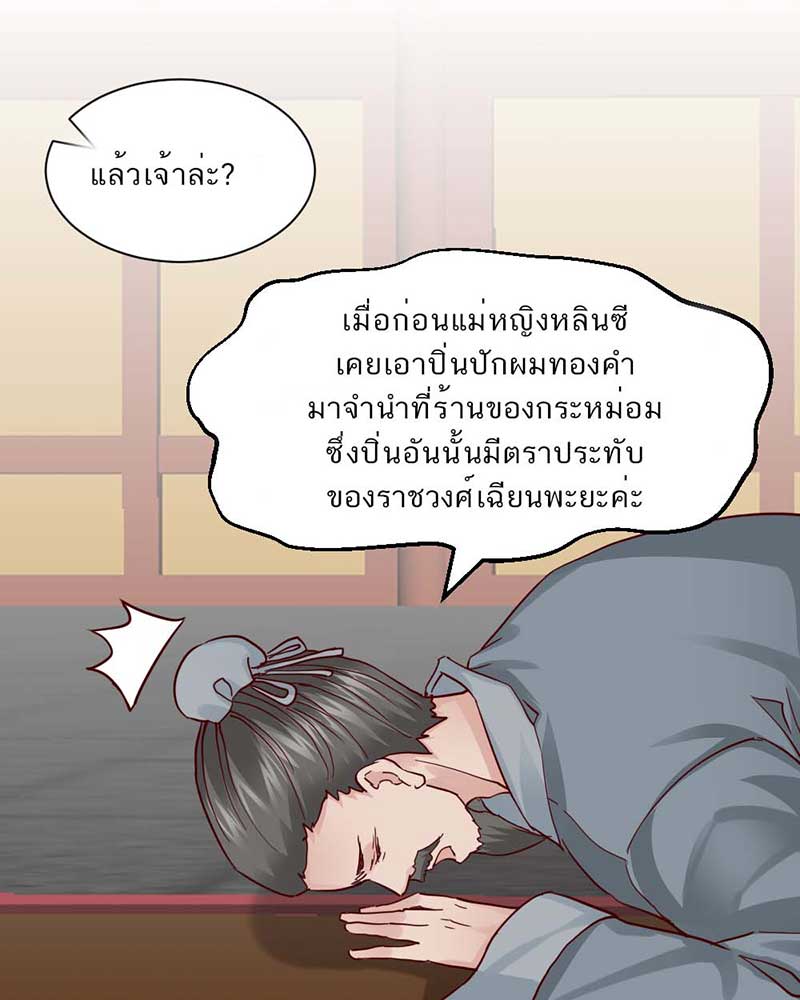 แล้วเจ้าล่ะ?
เมื่อก่อนแม่หญิงหลินซี
เคยเอาปิ่นปักผมทองคำ
มาจำนำที่ร้านของกระหม่อม
ซึ่งปิ่นอันนั้นมีตราประทับ
ของราชวงศ์เฉียนพะยะค่ะ